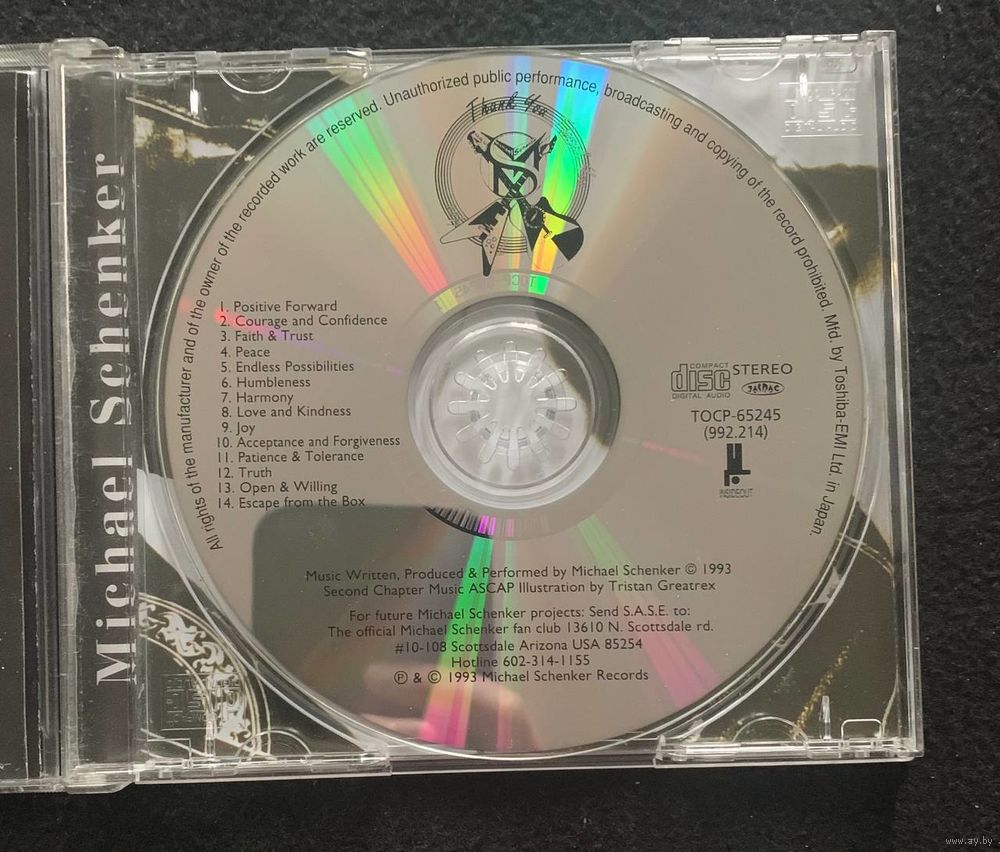 Michael Schenker
All rights of the manufacturer and of the owner of the recorded work are reserved. Unauthorized public performance, broadcasting and copying of the record prohibited. Mfd. by Toshiba-EMI Ltd. in Japan.
Thank You
1. Positive Forward
2. Courage and Confidence
3. Faith & Trust
4. Peace
5. Endless Possibilities
6. Humbleness
7. Harmony
8. Love and Kindness
9. Joy
10. Acceptance and Forgiveness
11. Patience & Tolerance
12. Truth
13. Open & Willing
14. Escape from the Box
COMPACT
disc STEREO
DIGITAL AUDIO JASRAC
TOCP-65245
(992.214)
INSIDEOUT
Music Written, Produced & Performed by Michael Schenker © 1993
Second Chapter Music ASCAP Illustration by Tristan Greatrex
For future Michael Schenker projects: Send S.A.S.E. to:
The official Michael Schenker fan club 13610 N. Scottsdale rd.
#10-108 Scottsdale Arizona USA 85254
Hotline 602-314-1155
℗ & © 1993 Michael Schenker Records
www.ay.by